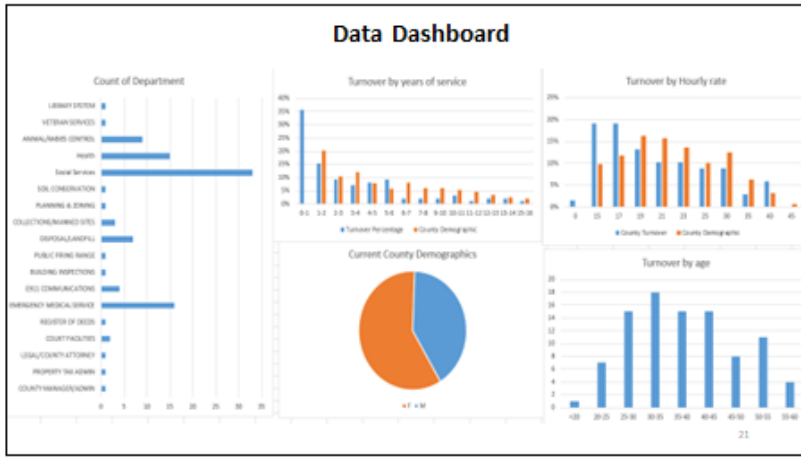 Data Dashboard
Count of Department
LIBRARY SYSTEM
VETERAN SERVICES
ANIMAL/RABIES CONTROL
Health
Social Services
SOIL CONSERVATION
PLANNING & ZONING
COLLECTIONS/MANNED SITES
DISPOSAL/LANDFILL
PUBLIC FIRING RANGE
BUILDING INSPECTIONS
E911 COMMUNICATIONS
EMERGENCY MEDICAL SERVICE
REGISTER OF DEEDS
COURT FACILITIES
LEGAL/COUNTY ATTORNEY
PROPERTY TAX ADMIN
COUNTY MANAGER/ADMIN
0 5 10 15 20 25 30 35
Turnover by years of service
40%
35%
30%
25%
20%
15%
10%
5%
0%
0-1 1-2 2-3 3-4 4-5 5-6 6-7 7-8 9-10 10-11 11-12 12-13 13-14 15-16
Turnover Percentage County Demographic
Turnover by Hourly rate
25%
20%
15%
10%
5%
0%
0 15 17 19 21 23 25 30 35 40 45
County Turnover County Demographic
Current County Demographics
F M
Turnover by age
20
18
16
14
12
10
8
6
4
2
0
<20 20-25 25-30 30-35 35-40 40-45 45-50 50-55 55-60
21